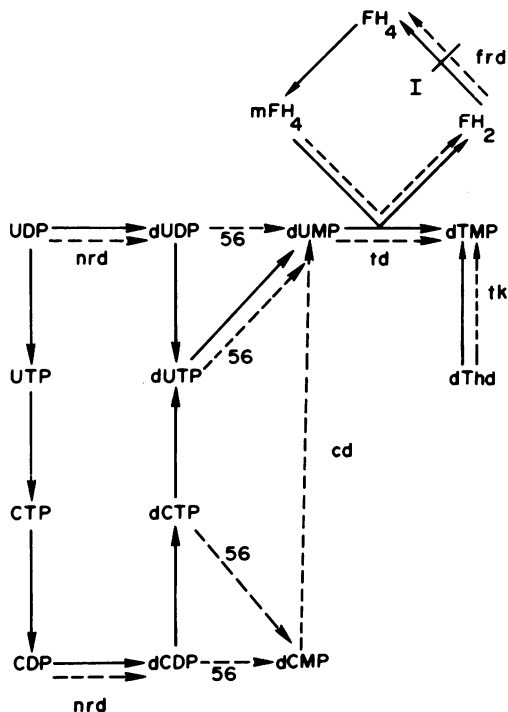 FH4
frd
I
mFH4
FH2
UDP dUDP 56 dUMP dTMP
nrd td
tk
56
UTP dUTP dThd
cd
CTP dCTP
56
CDP dCDP 56 dCMP
nrd